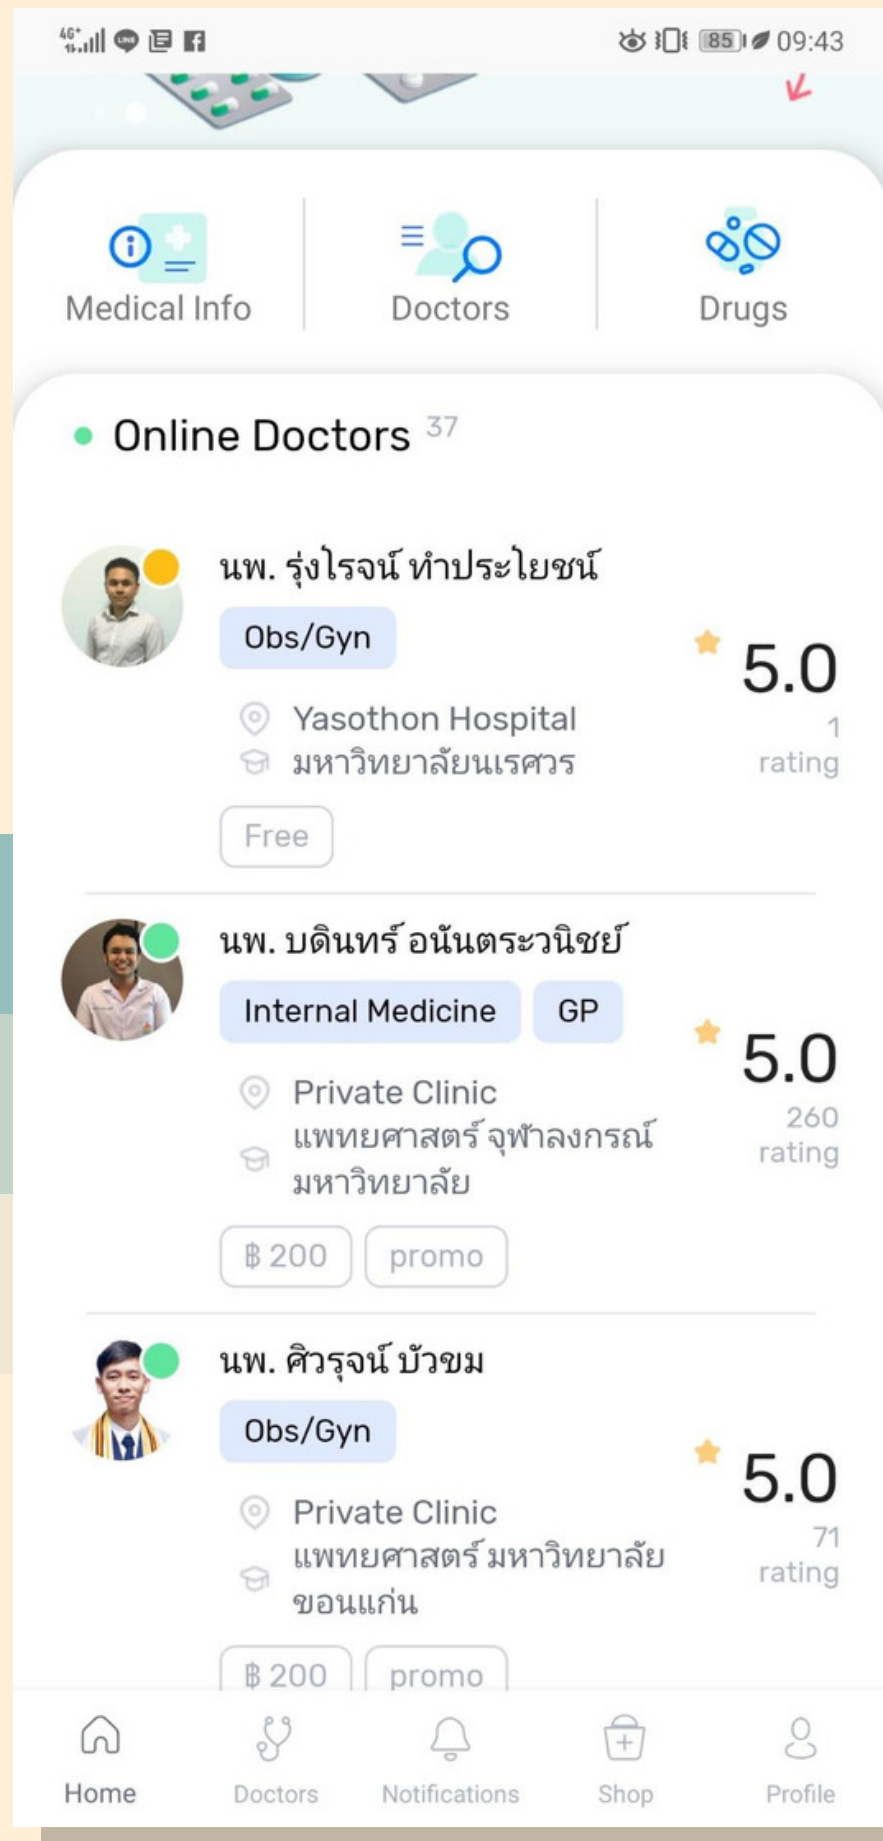 4G+
LINE
85
09:43
Medical Info
Doctors
Drugs
Online Doctors 37
นพ. รุ่งโรจน์ ทำประโยชน์
Obs/Gyn
5.0
Yasothon Hospital
1
มหาวิทยาลัยนเรศวร
rating
Free
นพ. บดินทร์ อนันตระวนิชย์
Internal Medicine
GP
5.0
Private Clinic
260
แพทยศาสตร์ จุฬาลงกรณ์
มหาวิทยาลัย
rating
฿ 200
promo
นพ. ศิวรุจน์ บัวขม
Obs/Gyn
5.0
Private Clinic
71
แพทยศาสตร์ มหาวิทยาลัย
ขอนแก่น
rating
฿ 200
promo
Home
Doctors
Notifications
Shop
Profile